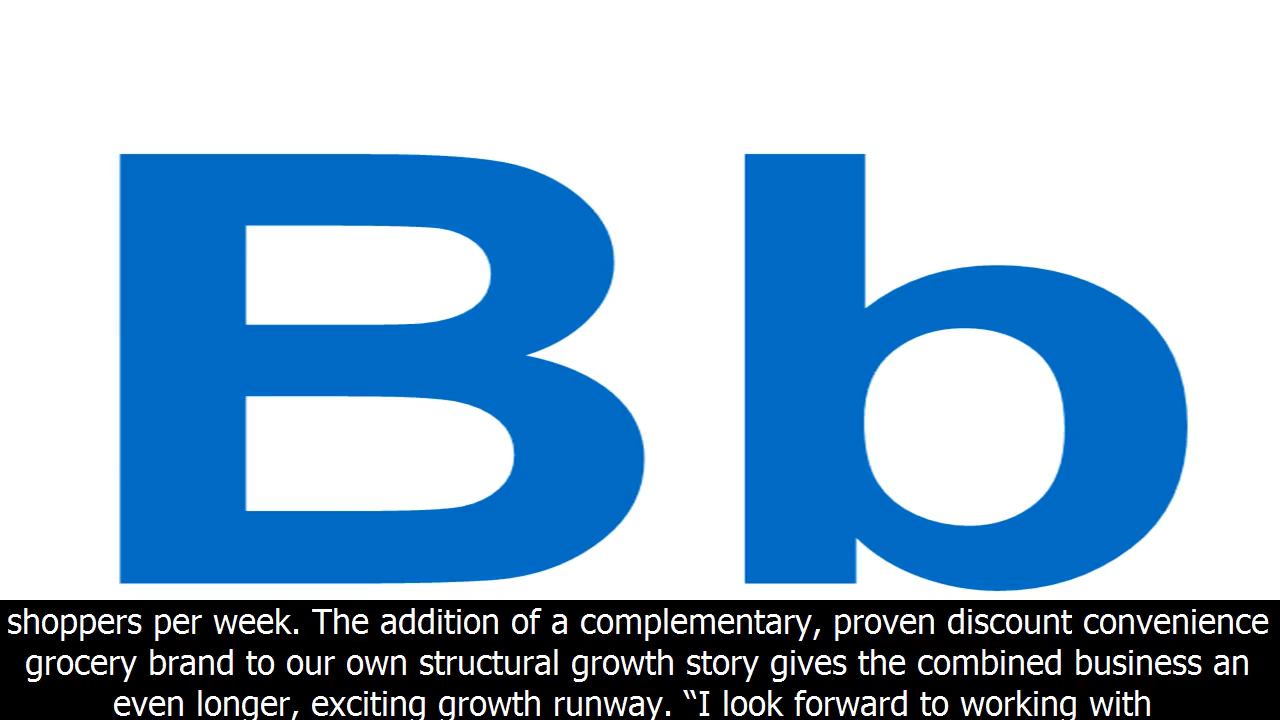 Bb
shoppers per week. The addition of a complementary, proven discount convenience
grocery brand to our own structural growth story gives the combined business an
even longer, exciting growth runway. “I look forward to working with